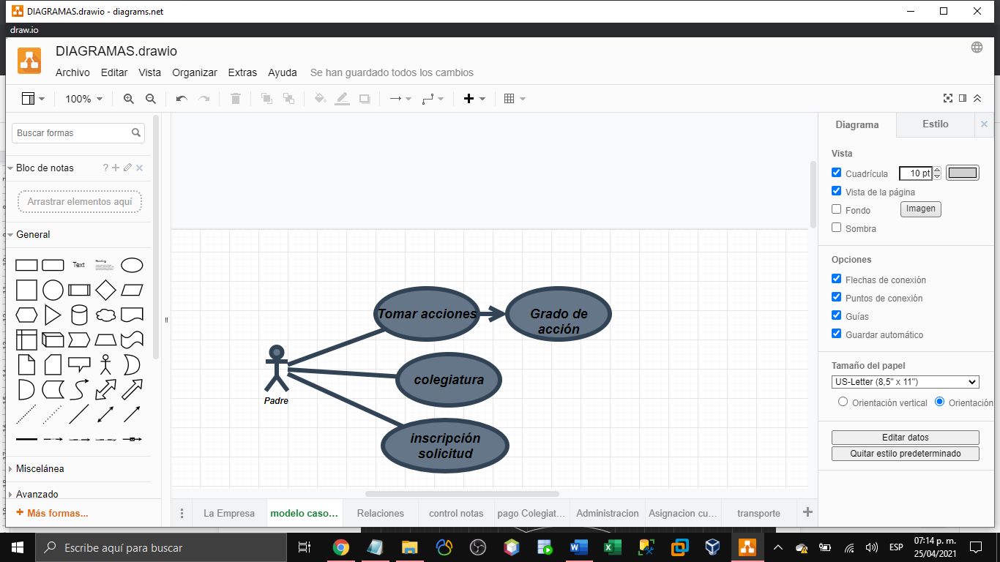 DIAGRAMAS.drawio - diagrams.net
draw.io
DIAGRAMAS.drawio
Archivo Editar Vista Organizar Extras Ayuda Se han guardado todos los cambios
100%
Buscar formas
Bloc de notas ?
Arrastrar elementos aquí
General
Text
Heading
Misceláneа
Avanzado
+ Más formas...
Tomar acciones
Grado de
acción
colegiatura
Padre
inscripción
solicitud
La Empresa modelo caso... Relaciones control notas pago Colegiat... Administracion Asignacion cu... transporte
Diagrama Estilo
Vista
Cuadrícula 10 pt
Vista de la página
Fondo Imagen
Sombra
Opciones
Flechas de conexión
Puntos de conexión
Guías
Guardar automático
Tamaño del papel
US-Letter (8,5" x 11")
Orientación vertical Orientación
Editar datos
Quitar estilo predeterminado
Escribe aquí para buscar
ESP
07:14 p. m.
25/04/2021